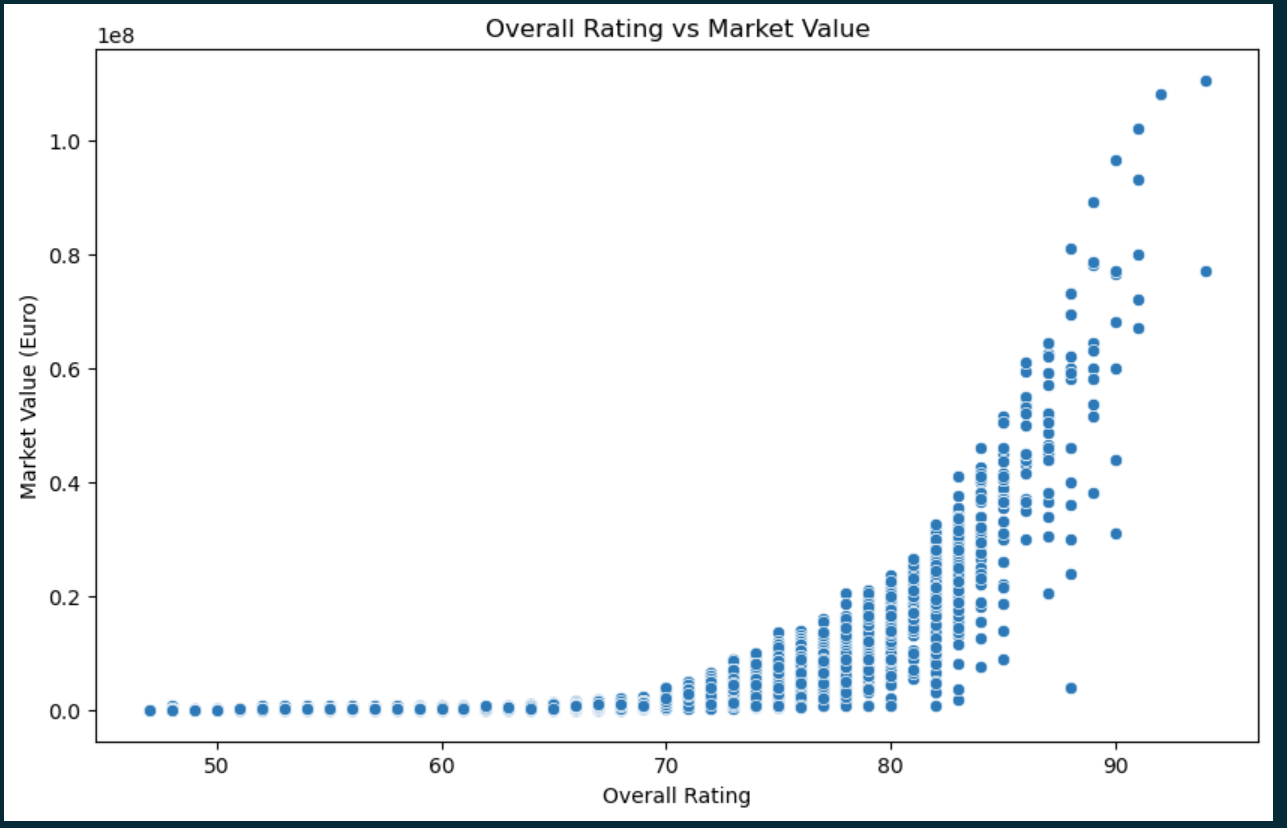 Overall Rating vs Market Value
1e8
1.0
0.8
0.6
0.4
0.2
0.0
Market Value (Euro)
50 60 70 80 90
Overall Rating